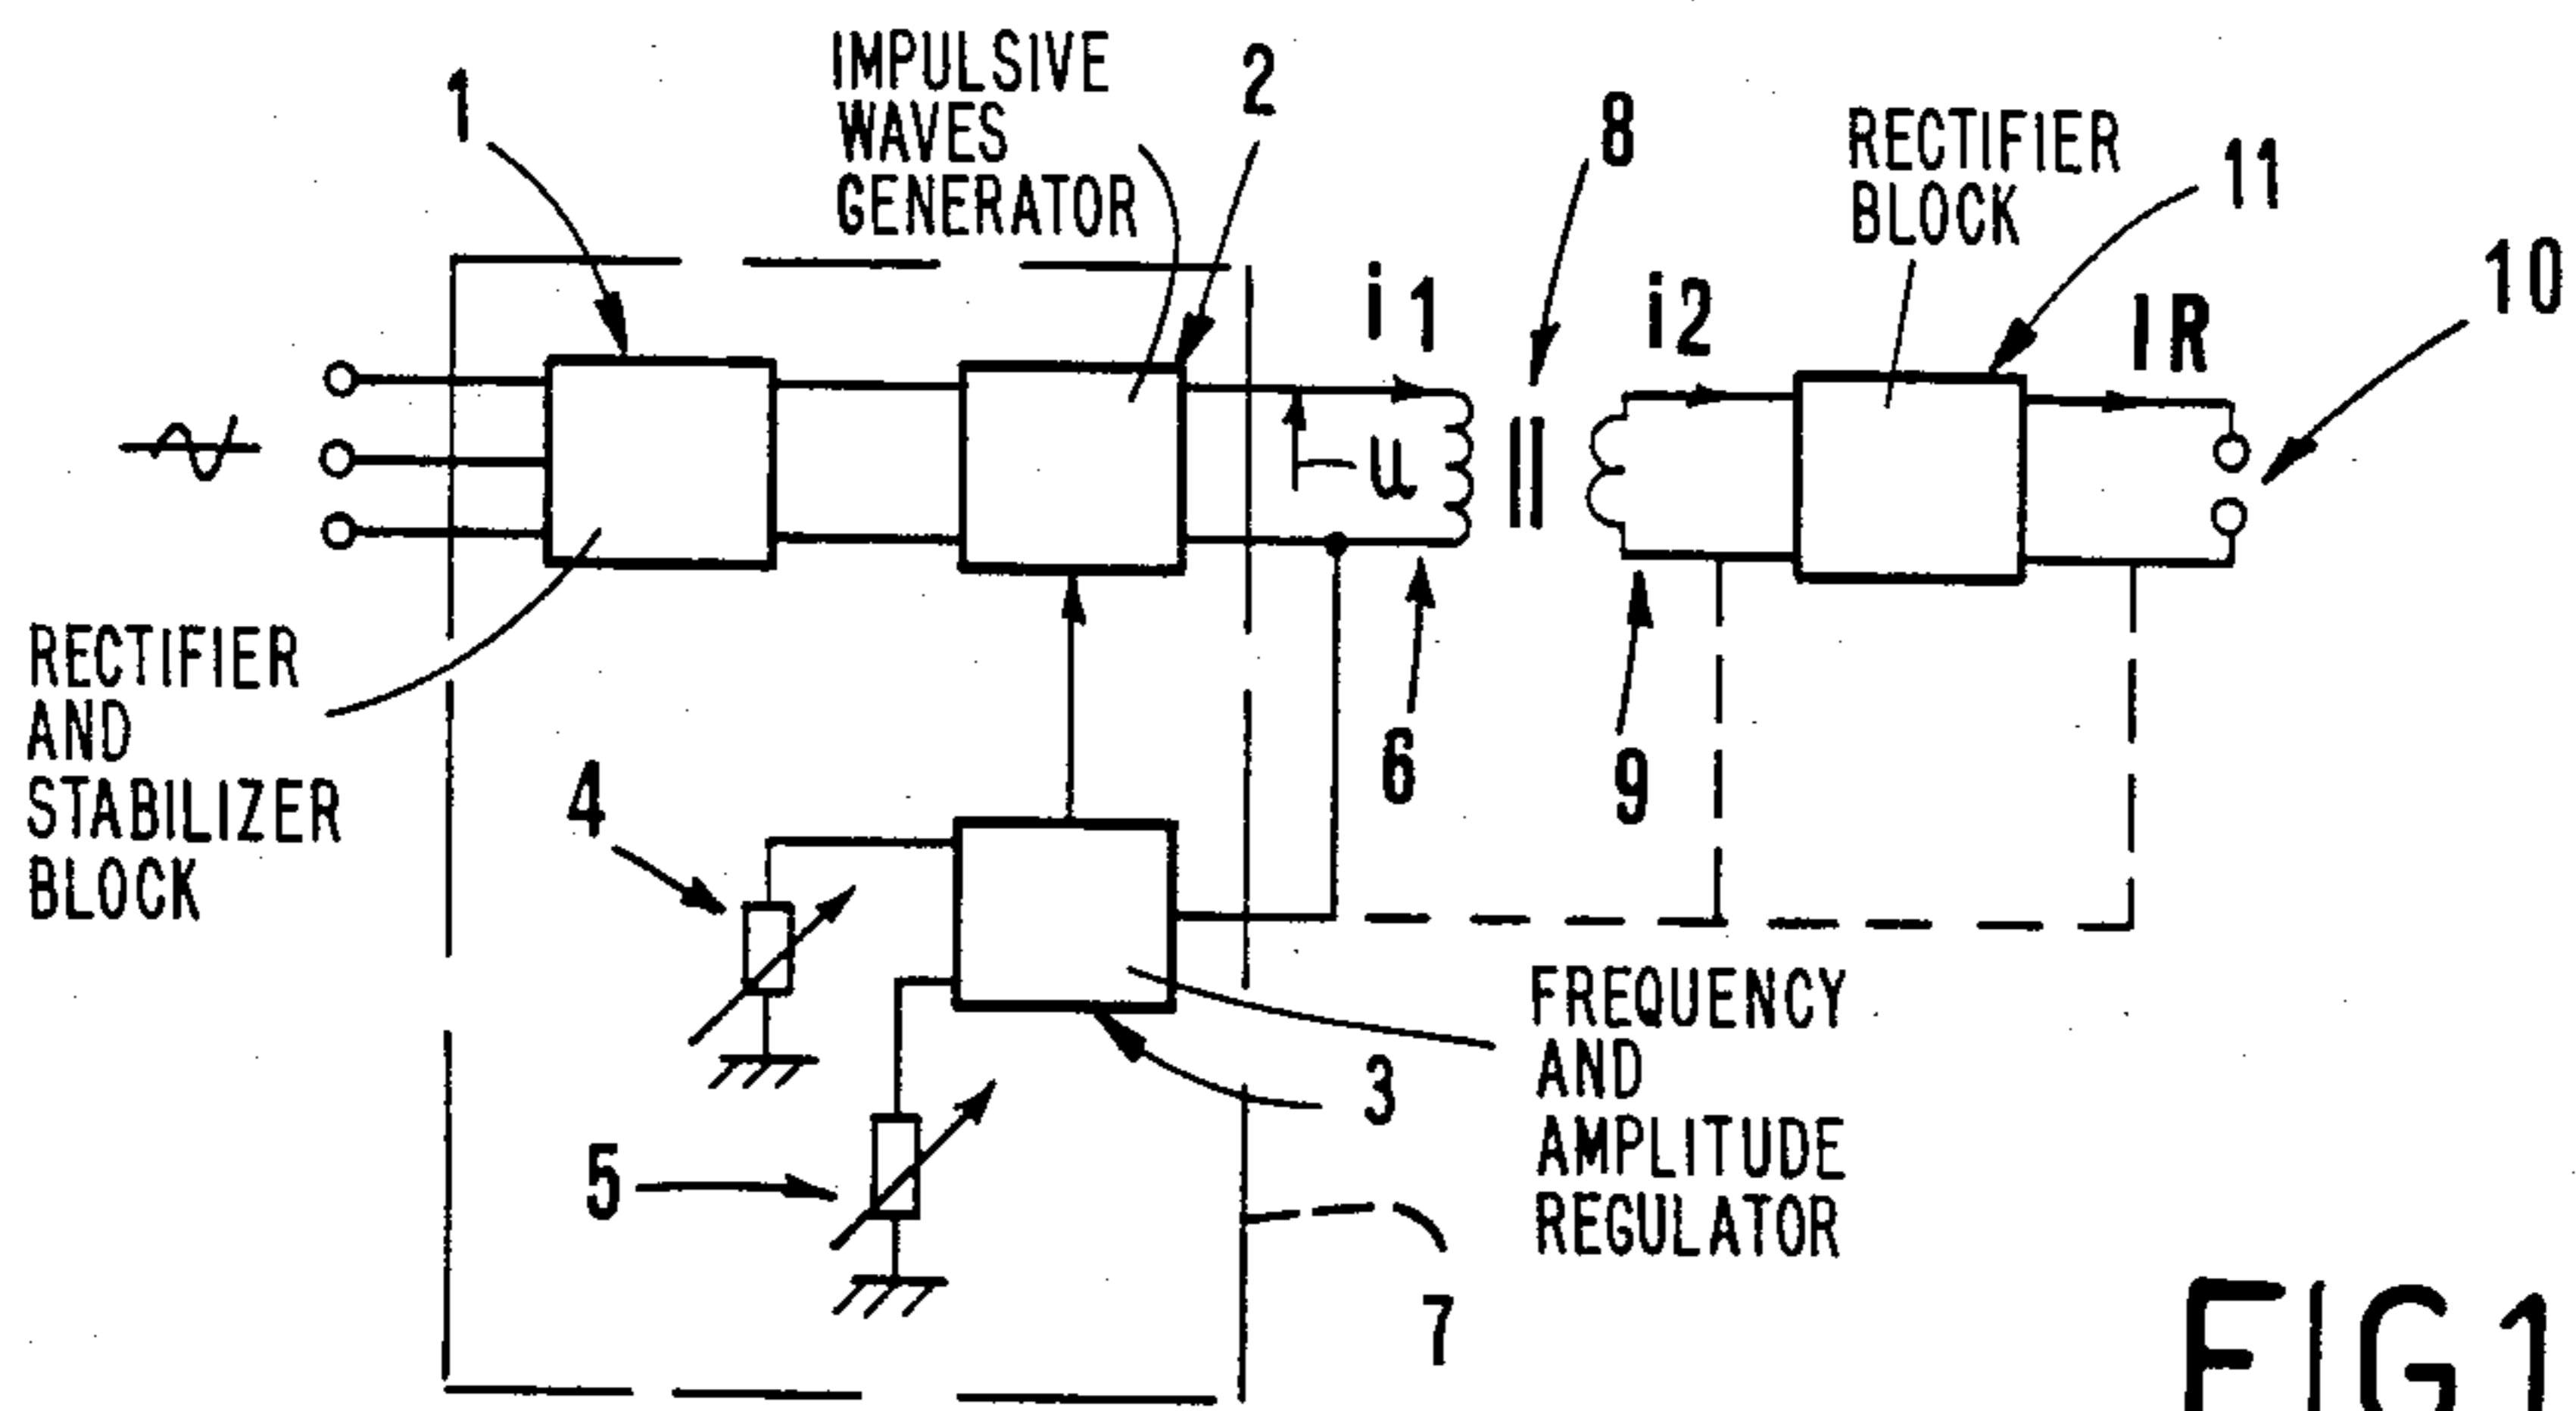 1
IMPULSIVE
WAVES
GENERATOR
2
8
RECTIFIER
BLOCK
11
10
i1
i2
IR
u
RECTIFIER
AND
STABILIZER
BLOCK
4
6
9
5
3
FREQUENCY
AND
AMPLITUDE
REGULATOR
7
FIG1